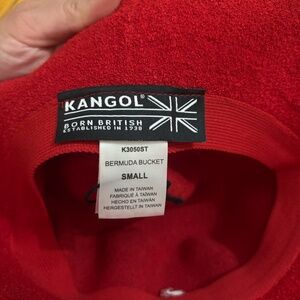 KANGOL®
BORN BRITISH
ESTABLISHED IN 1938
K3050ST
BERMUDA BUCKET
SMALL
MADE IN TAIWAN
FABRIQUÉ À TAIWAN
HECHO EN TAIWAN
HERGESTELLT IN TAIWAN